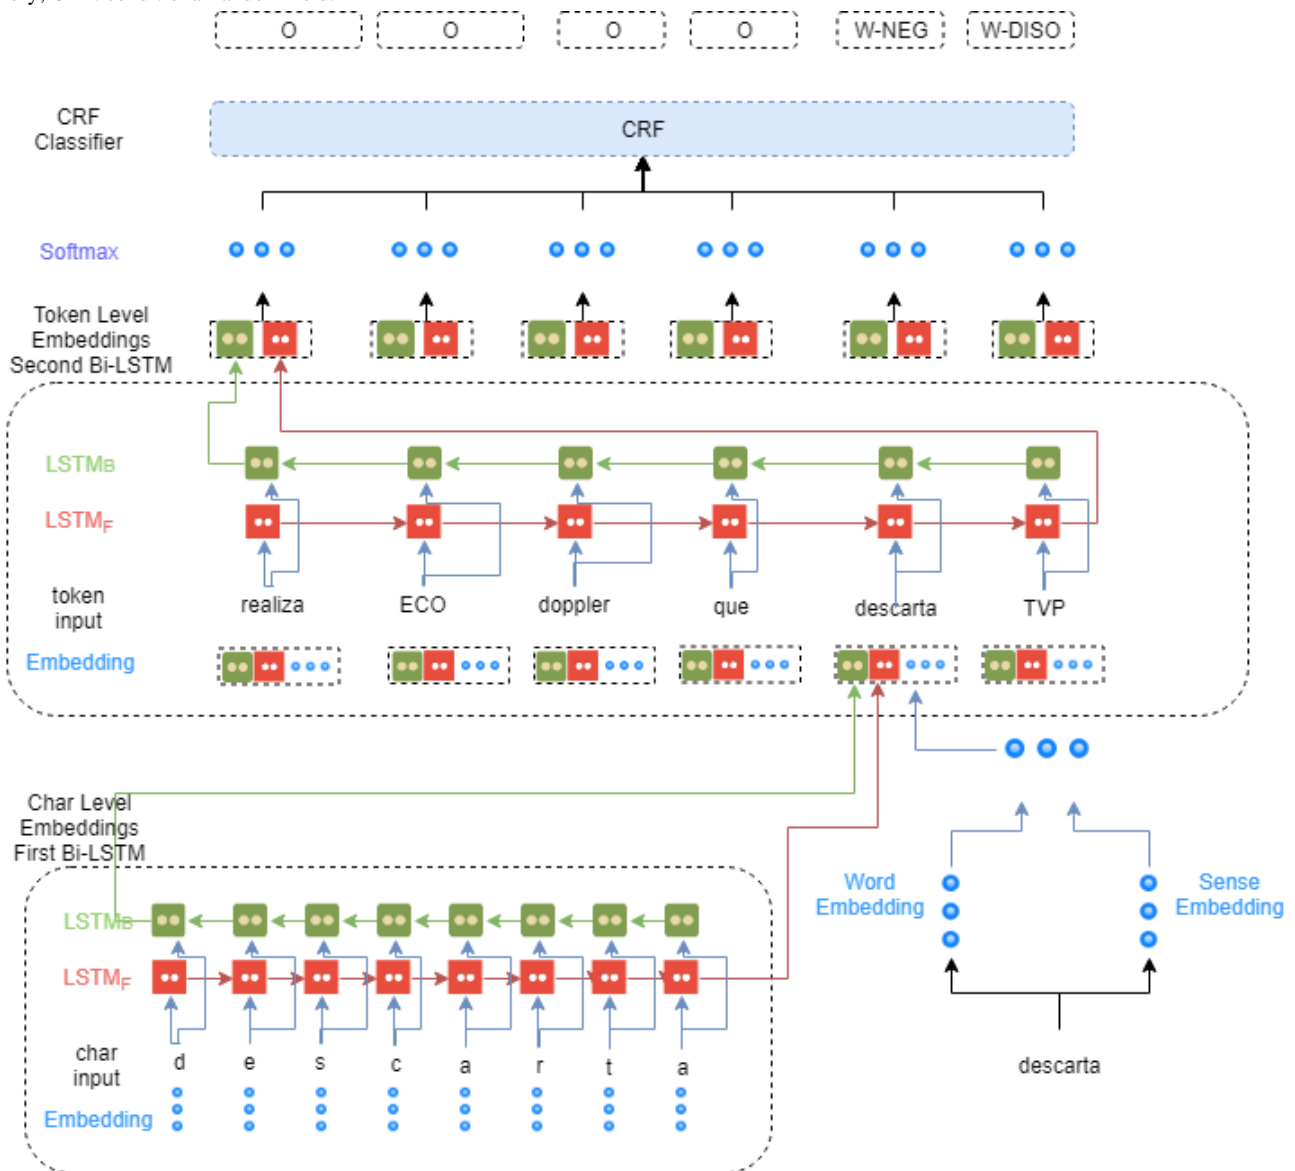 O O O O W-NEG W-DISO
CRF
Classifier
CRF
Softmax
Token Level
Embeddings
Second Bi-LSTM
LSTMB
LSTMF
token
input
realiza ECO doppler que descarta TVP
Embedding
Char Level
Embeddings
First Bi-LSTM
Word
Embedding
Sense
Embedding
LSTMB
LSTMF
char
input
d e s c a r t a
descarta
Embedding